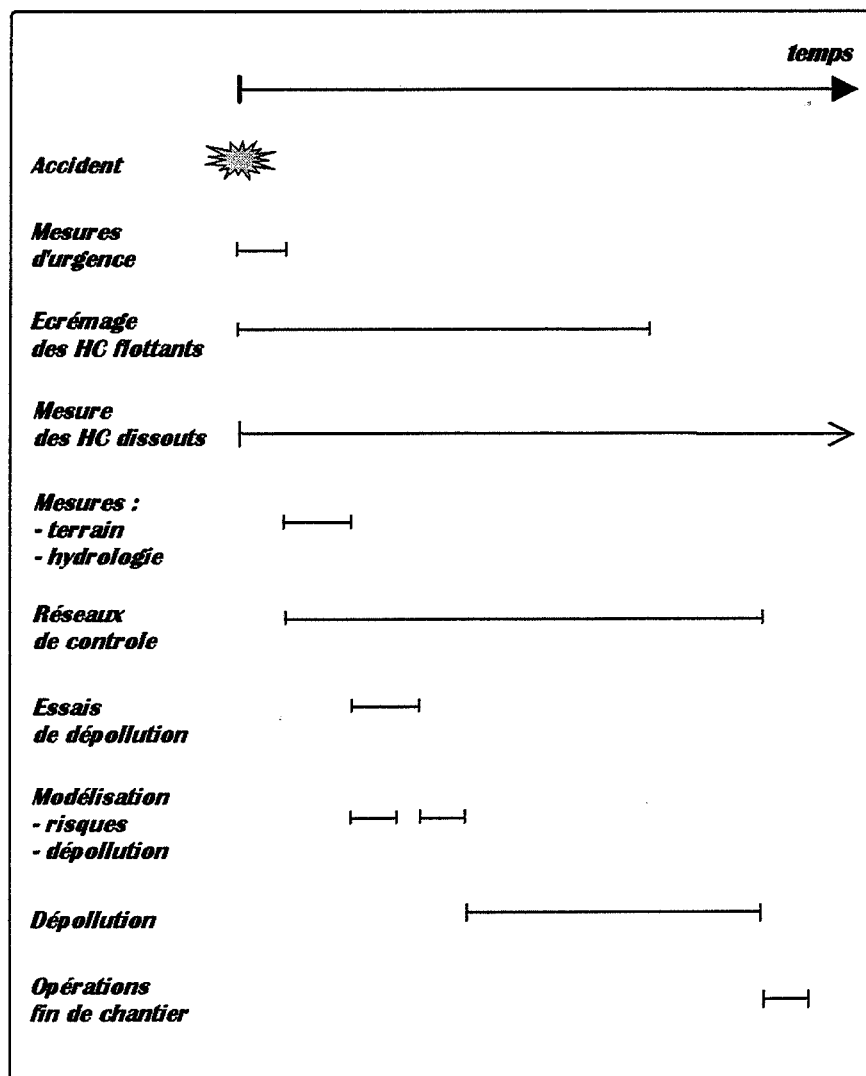 temps
Accident
Mesures
d'urgence
Ecrémage
des HC flottants
Mesure
des HC dissouts
Mesures :
- terrain
- hydrologie
Réseaux
de controle
Essais
de dépollution
Modélisation
- risques
- dépollution
Dépollution
Opérations
fin de chantier